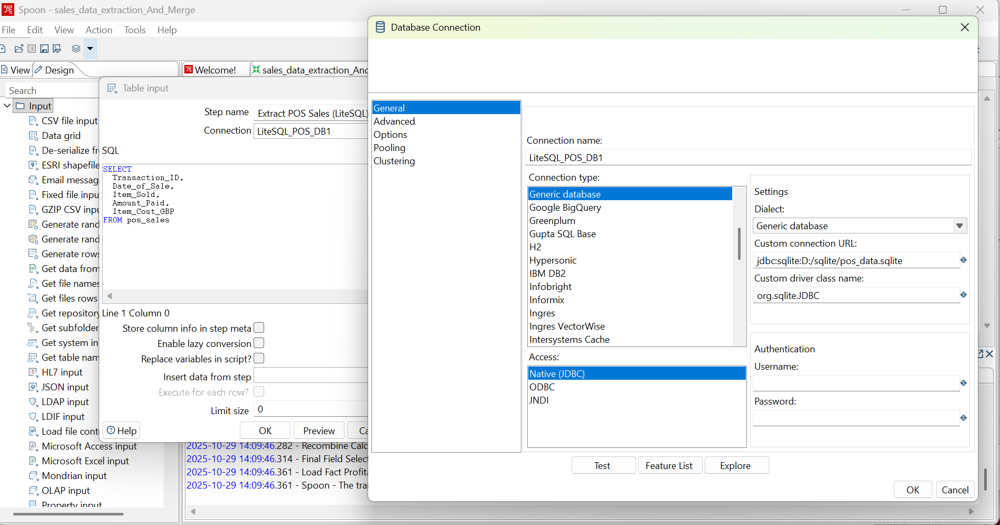 Spoon - sales_data_extraction_And_Merge
File Edit View Action Tools Help
View Design
Welcome! sales_data_extraction_And
Search
Input
CSV file input
Data grid
De-serialize fr
ESRI shapefile
Email messag
Fixed file inpu
GZIP CSV inpu
Generate rand
Generate rand
Generate rows
Get data from
Get file names
Get files rows
Get repository
Get subfolder
Get system in
Get table nam
HL7 input
JSON input
LDAP input
LDIF input
Load file cont
Microsoft Access input
Microsoft Excel input
Mondrian input
OLAP input
Property input
Table input
Step name Extract POS Sales (LiteSQL)
Connection LiteSQL_POS_DB1
SQL
SELECT
Transaction_ID,
Date_of_Sale,
Item_Sold,
Amount_Paid,
Item_Cost_GBP
FROM pos_sales
Line 1 Column 0
Store column info in step meta
Enable lazy conversion
Replace variables in script?
Insert data from step
Execute for each row?
Limit size 0
Help OK Preview Ca
2025-10-29 14:09:46.282 - Recombine Calc
2025-10-29 14:09:46.314 - Final Field Select
2025-10-29 14:09:46.361 - Load Fact Profita
2025-10-29 14:09:46.361 - Spoon - The tra
Database Connection
General
Advanced
Options
Pooling
Clustering
Connection name:
LiteSQL_POS_DB1
Connection type:
Generic database
Google BigQuery
Greenplum
Gupta SQL Base
H2
Hypersonic
IBM DB2
Infobright
Informix
Ingres
Ingres VectorWise
Intersystems Cache
Access:
Native (JDBC)
ODBC
JNDI
Settings
Dialect:
Generic database
Custom connection URL:
jdbc:sqlite:D:/sqlite/pos_data.sqlite
Custom driver class name:
org.sqlite.JDBC
Authentication
Username:
Password:
Test Feature List Explore
OK Cancel